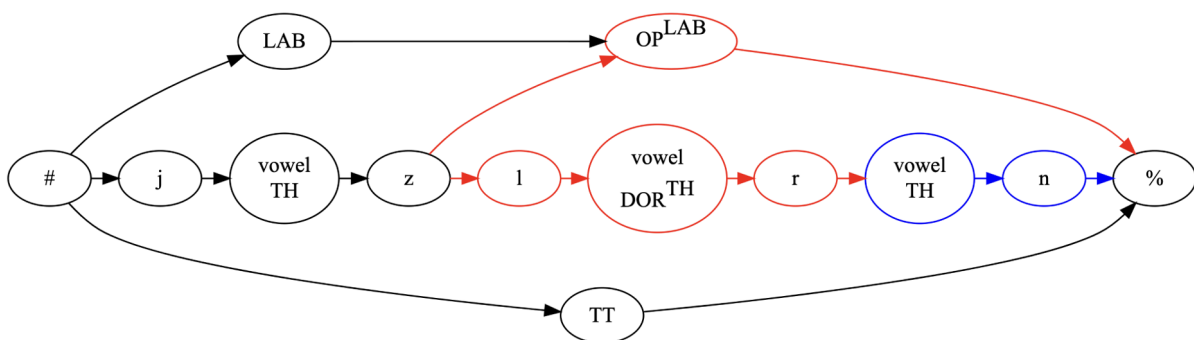 LAB
OP^LAB
#
j
vowel
TH
z
l
vowel
DOR^TH
r
vowel
TH
n
%
TT